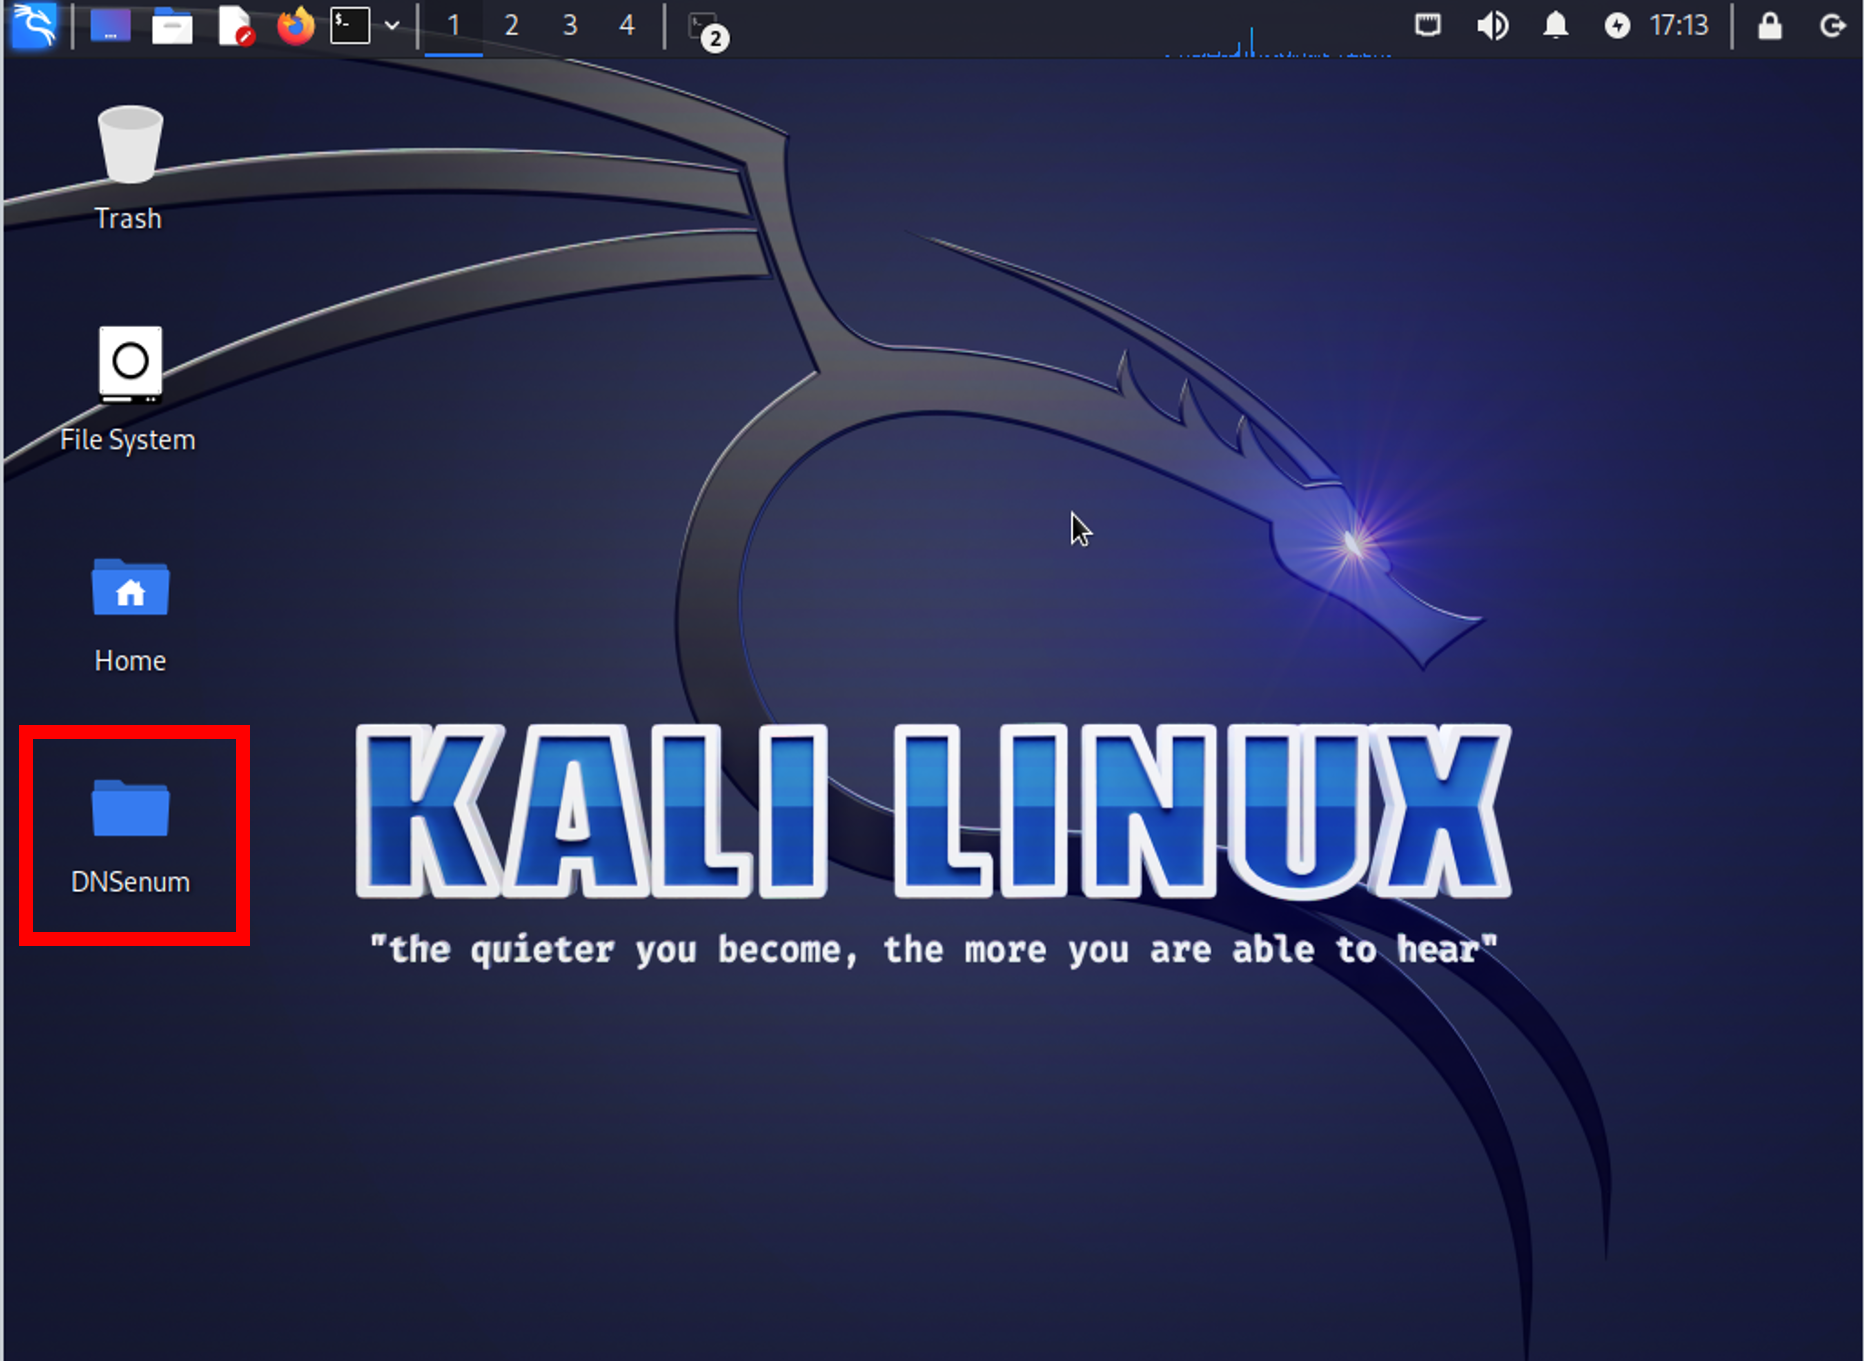 $-
1 2 3 4
$-
2
17:13
Trash
File System
Home
DNSenum
KALI LINUX
"the quieter you become, the more you are able to hear"